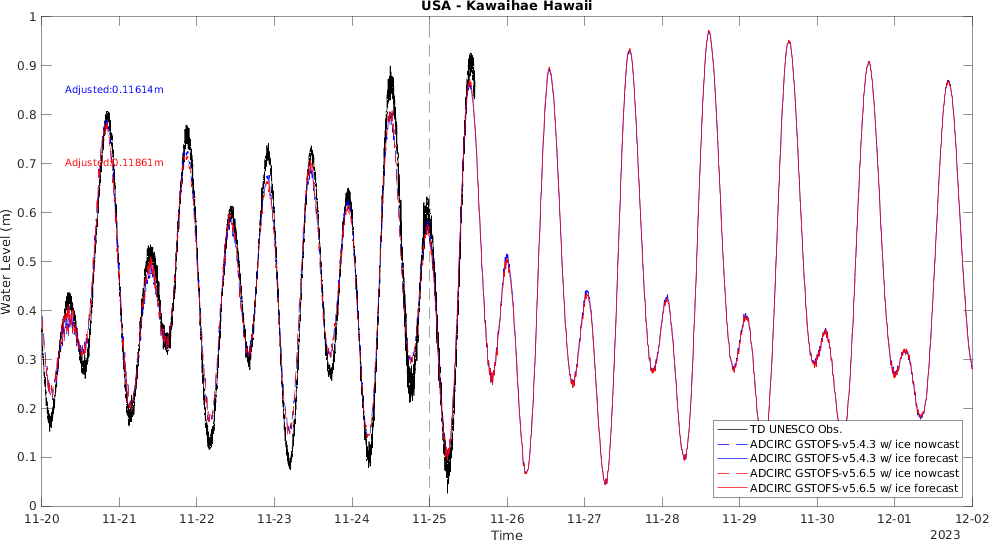 USA - Kawaihae Hawaii
1
0.9
0.8
0.7
0.6
0.5
0.4
0.3
0.2
0.1
0
Water Level (m)
Adjusted:0.11614m
Adjusted:0.11861m
TD UNESCO Obs.
ADCIRC GSTOFS-v5.4.3 w/ ice nowcast
ADCIRC GSTOFS-v5.4.3 w/ ice forecast
ADCIRC GSTOFS-v5.6.5 w/ ice nowcast
ADCIRC GSTOFS-v5.6.5 w/ ice forecast
11-20 11-21 11-22 11-23 11-24 11-25 11-26 11-27 11-28 11-29 11-30 12-01 12-02
Time
2023